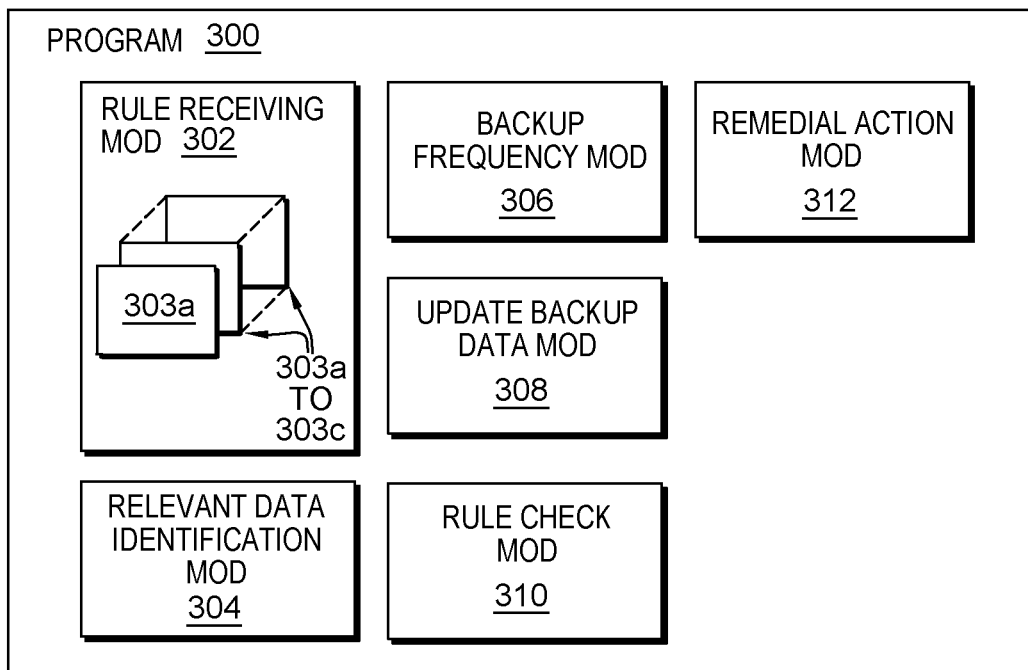 PROGRAM 300
RULE RECEIVING
MOD 302
303a
303a
TO
303c
BACKUP
FREQUENCY MOD
306
REMEDIAL ACTION
MOD
312
UPDATE BACKUP
DATA MOD
308
RELEVANT DATA
IDENTIFICATION
MOD
304
RULE CHECK
MOD
310